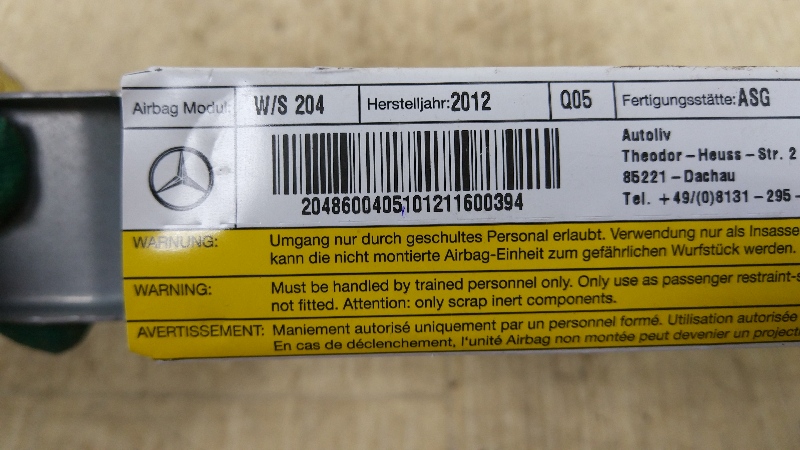 Airbag Modul: W/S 204 Herstelljahr: 2012 Q05 Fertigungsstätte: ASG
Autoliv
Theodor-Heuss-Str. 2
85221-Dachau
Tel. +49/(0)8131-295-
2048600405101211600394
WARNUNG: Umgang nur durch geschultes Personal erlaubt. Verwendung nur als Insasse
kann die nicht montierte Airbag-Einheit zum gefährlichen Wurfstück werden.
WARNING: Must be handled by trained personnel only. Only use as passenger restraint-s
not fitted. Attention: only scrap inert components.
AVERTISSEMENT: Maniement autorisé uniquement par un personnel formé. Utilisation autorisée
En cas de déclenchement, l'unité Airbag non montée peut devenir un projecti